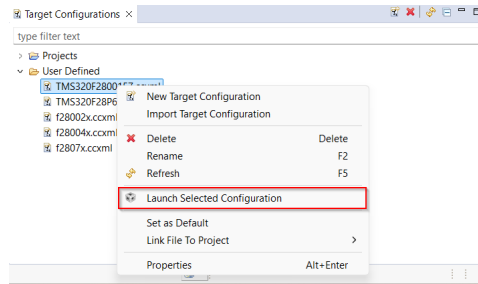 Target Configurations
type filter text
Projects
User Defined
TMS320F2800157.ccxml
New Target Configuration
TMS320F28P6
Import Target Configuration
f28002x.ccxml
f28004x.ccxml
Delete Delete
Rename F2
f2807x.ccxml
Refresh F5
Launch Selected Configuration
Set as Default
Link File To Project
Properties Alt+Enter